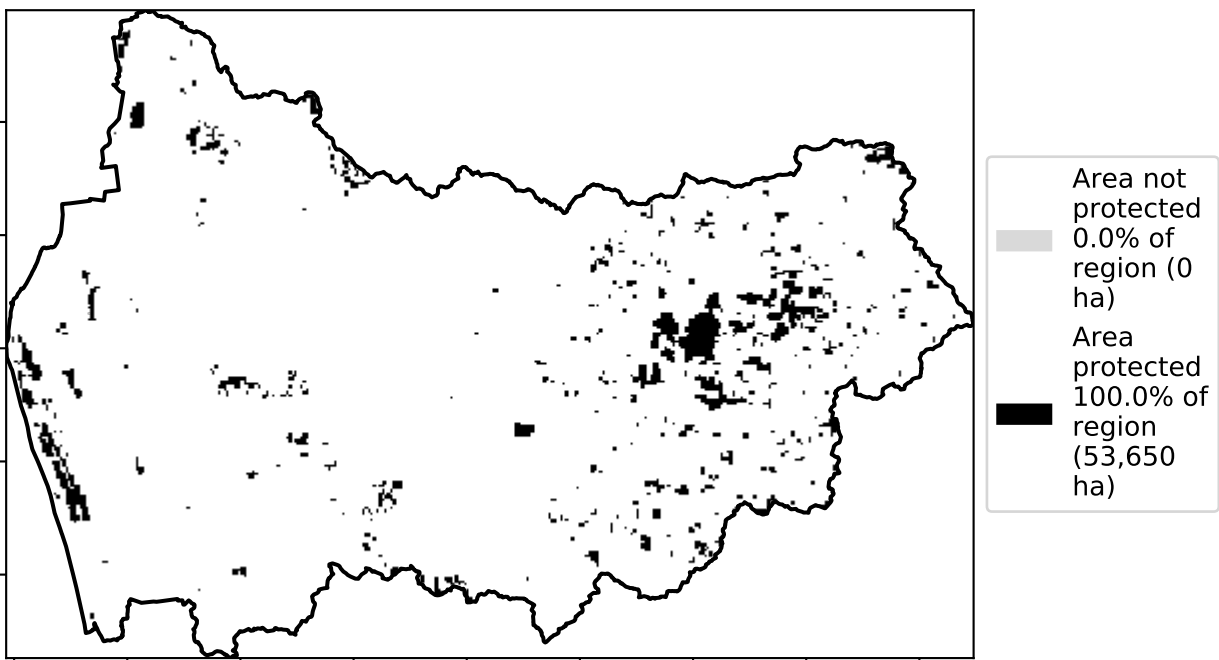 Area not
protected
0.0% of
region (0
ha)
Area
protected
100.0% of
region
(53,650
ha)